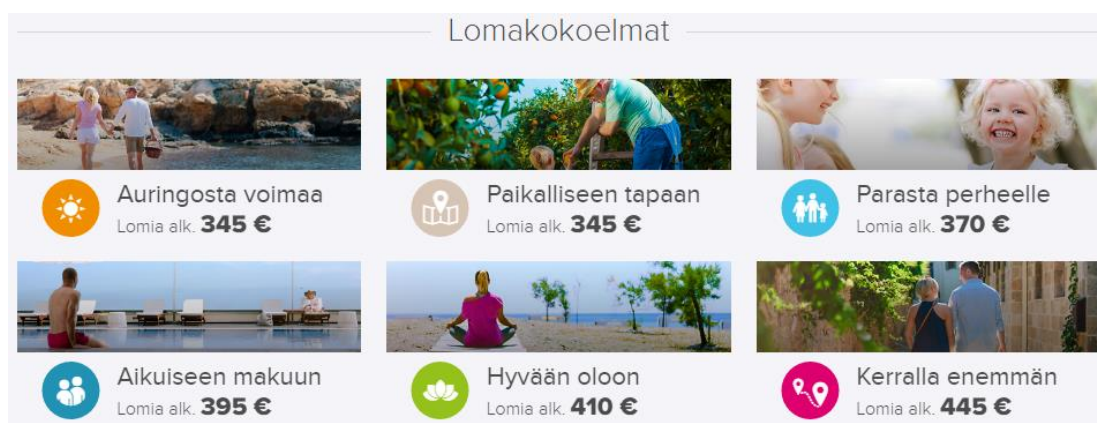 Lomakokoelmat
Auringosta voimaa
Lomia alk. 345 €
Paikalliseen tapaan
Lomia alk. 345 €
Parasta perheelle
Lomia alk. 370 €
Aikuiseen makuun
Lomia alk. 395 €
Hyvään oloon
Lomia alk. 410 €
Kerralla enemmän
Lomia alk. 445 €